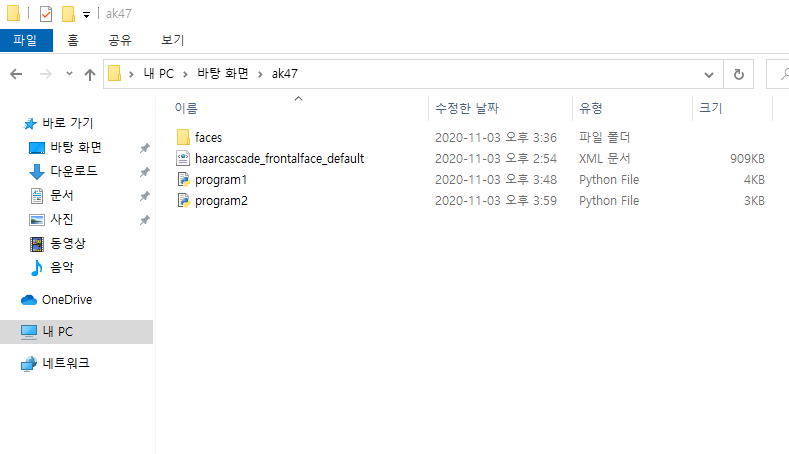 ak47
파일 홈 공유 보기
내 PC 바탕 화면 ak47
이름 수정한 날짜 유형 크기
바로 가기
바탕 화면
다운로드
문서
사진
동영상
음악
OneDrive
내 PC
네트워크
faces 2020-11-03 오후 3:36 파일 폴더
haarcascade_frontalface_default 2020-11-03 오후 2:54 XML 문서 909KB
program1 2020-11-03 오후 3:48 Python File 4KB
program2 2020-11-03 오후 3:59 Python File 3KB